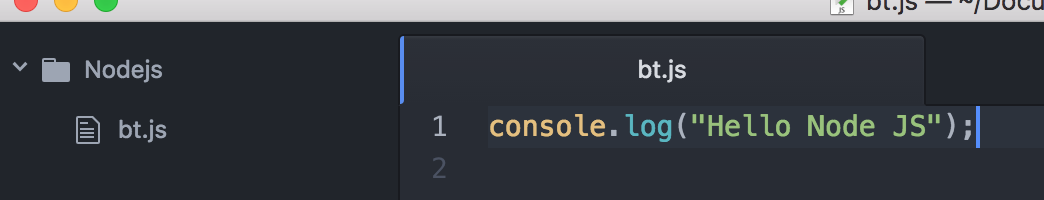 bt.js — ~/Docu
Nodejs
bt.js
bt.js
1 console.log("Hello Node JS");
2